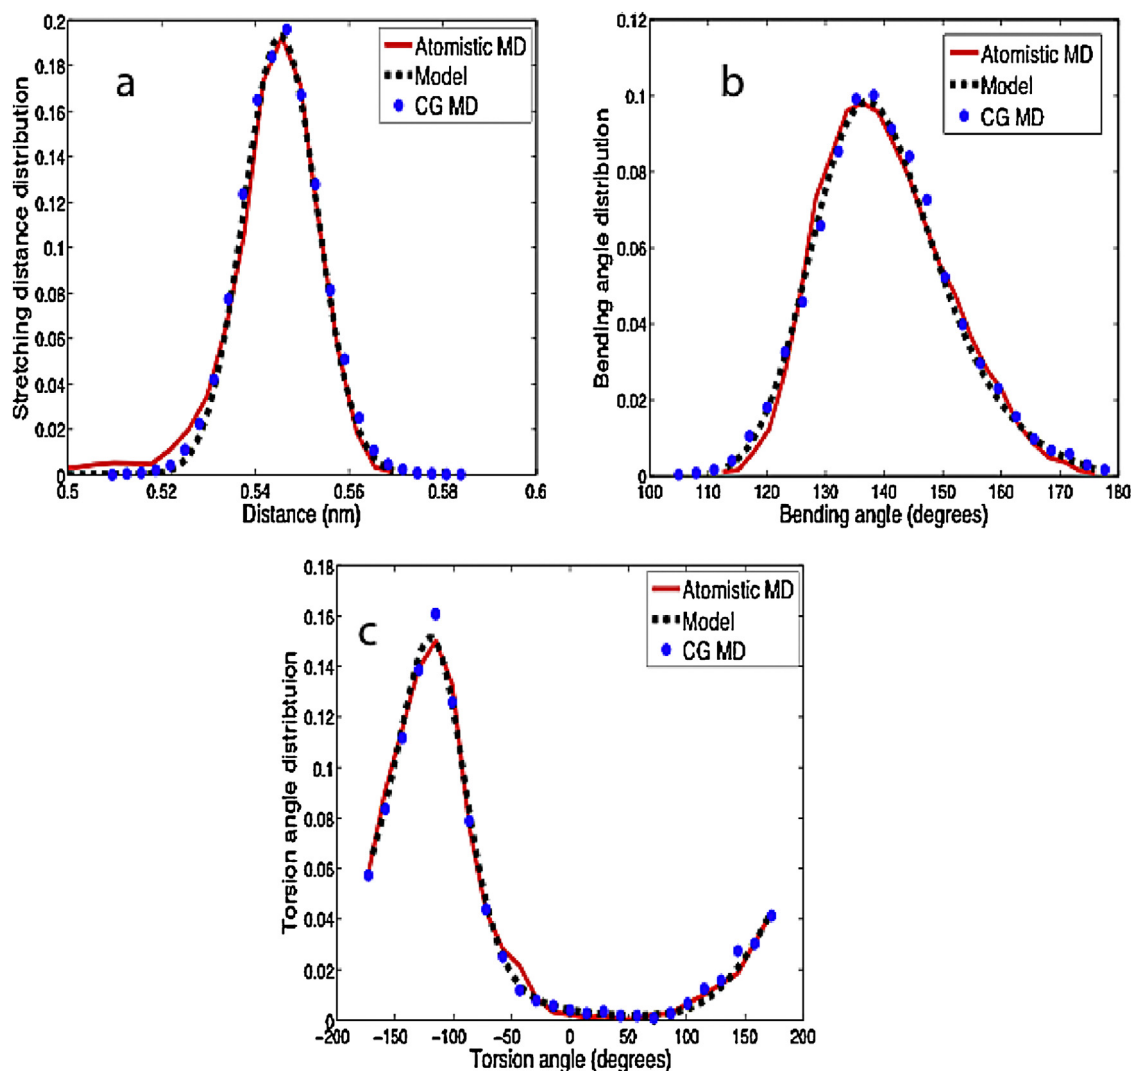 a
Stretching distance distribution
0.2
0.18
0.16
0.14
0.12
0.1
0.08
0.06
0.04
0.02
0
0.5
0.52
0.54
0.56
0.58
0.6
Distance (nm)
Atomistic MD
Model
CG MD
b
Bending angle distribution
0.12
0.1
0.08
0.06
0.04
0.02
0
100
110
120
130
140
150
160
170
180
Bending angle (degrees)
Atomistic MD
Model
CG MD
c
Torsion angle distribtuion
0.18
0.16
0.14
0.12
0.1
0.08
0.06
0.04
0.02
0
-200
-150
-100
-50
0
50
100
150
200
Torsion angle (degrees)
Atomistic MD
Model
CG MD